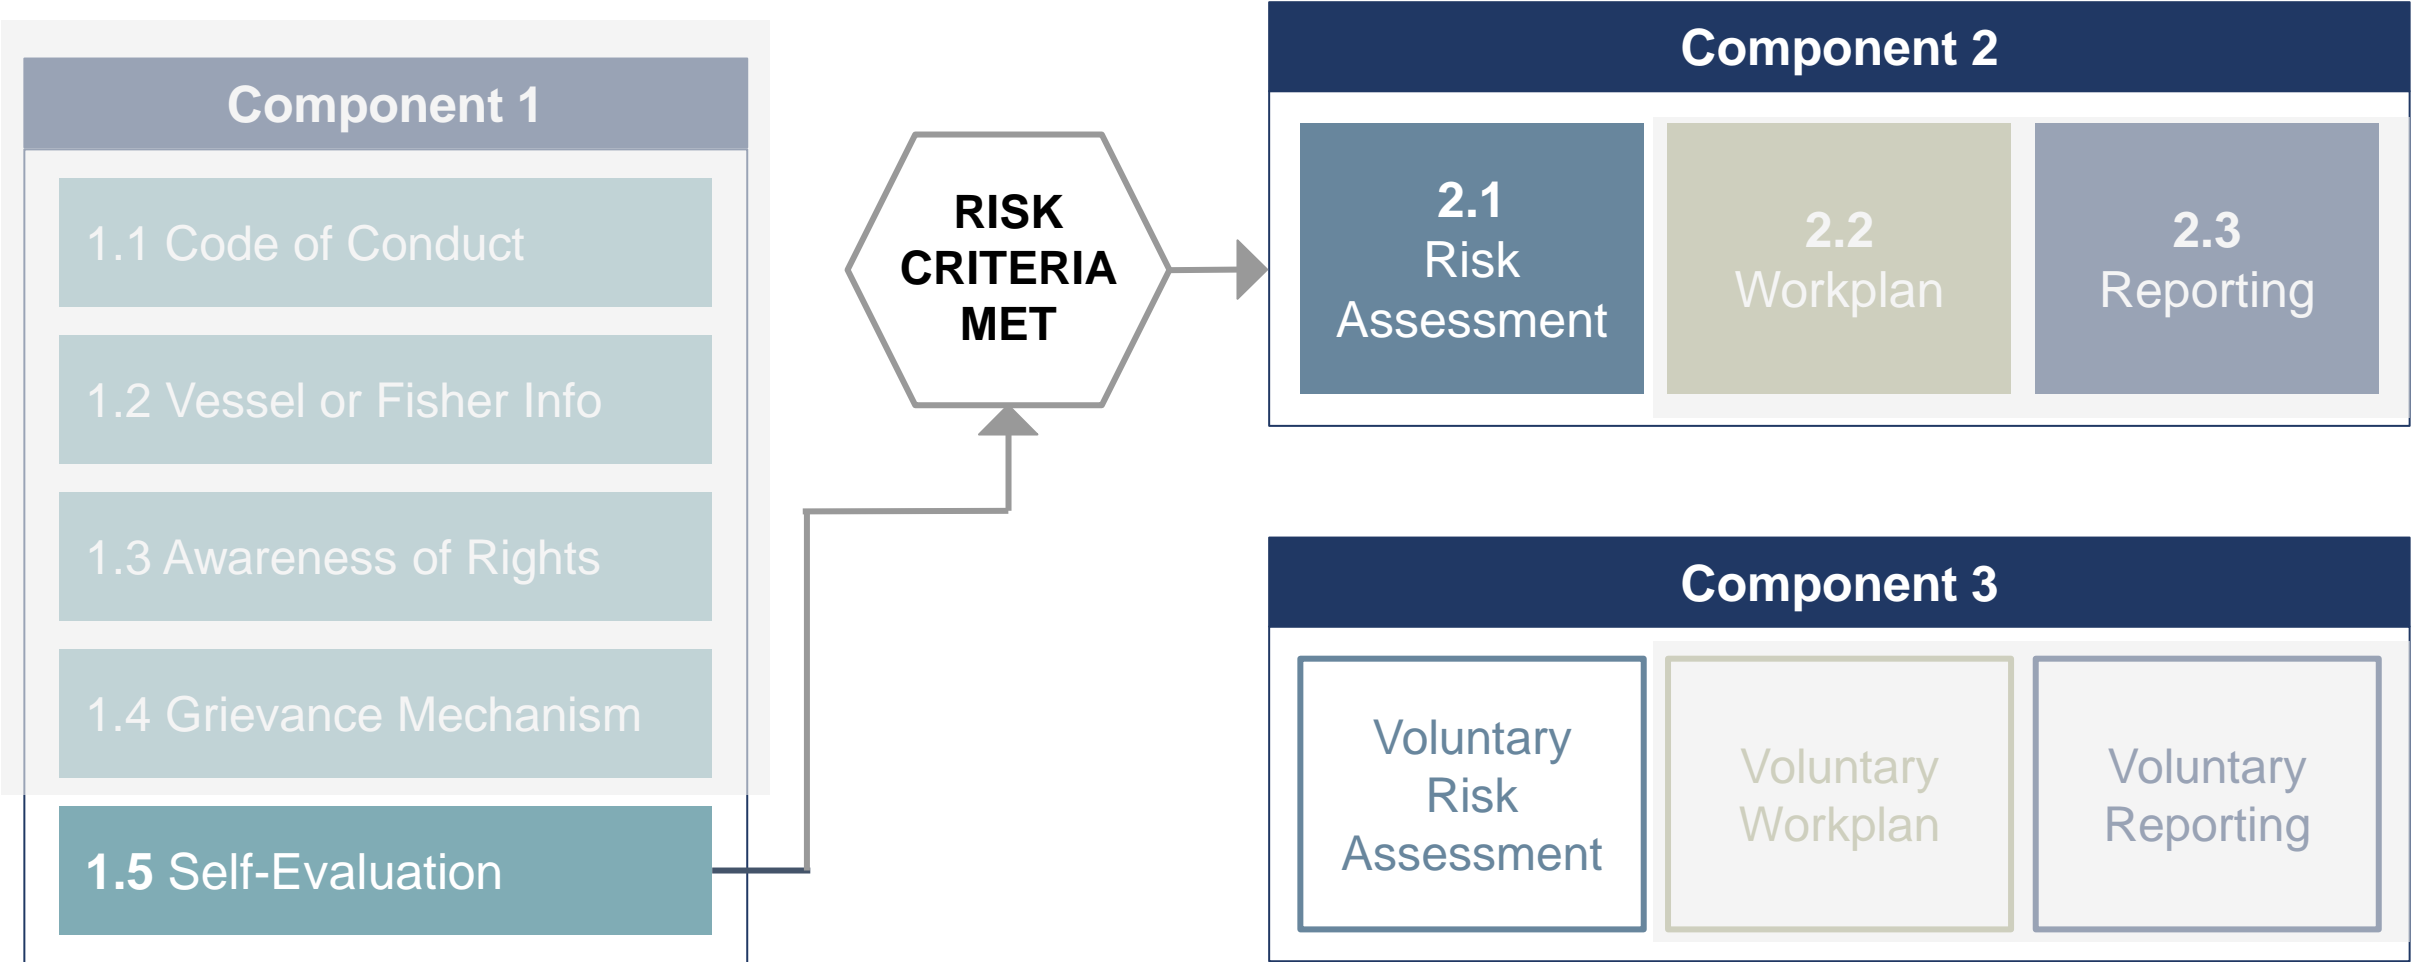 Component 1
1.1 Code of Conduct
1.2 Vessel or Fisher Info
1.3 Awareness of Rights
1.4 Grievance Mechanism
1.5 Self-Evaluation
RISK
CRITERIA
MET
Component 2
2.1
Risk
Assessment
2.2
Workplan
2.3
Reporting
Component 3
Voluntary
Risk
Assessment
Voluntary
Workplan
Voluntary
Reporting